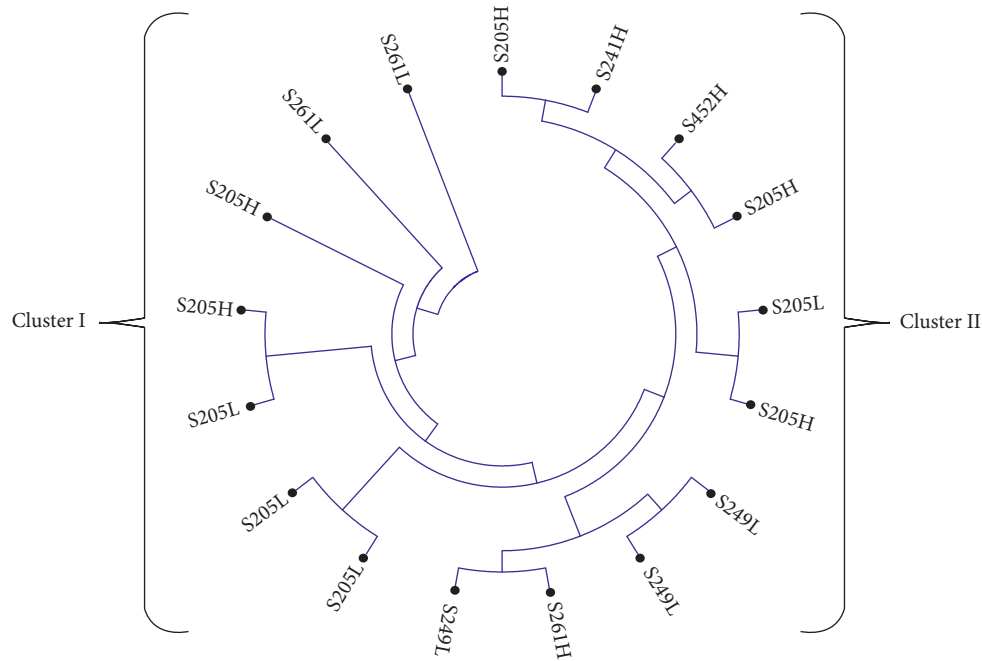 S205H
S241H
S261L
S452H
S261L
S205H
S205H
S205H
S205L
Cluster I
Cluster II
S205L
S205H
S205L
S249L
S205L
S249L
S249L
S261H